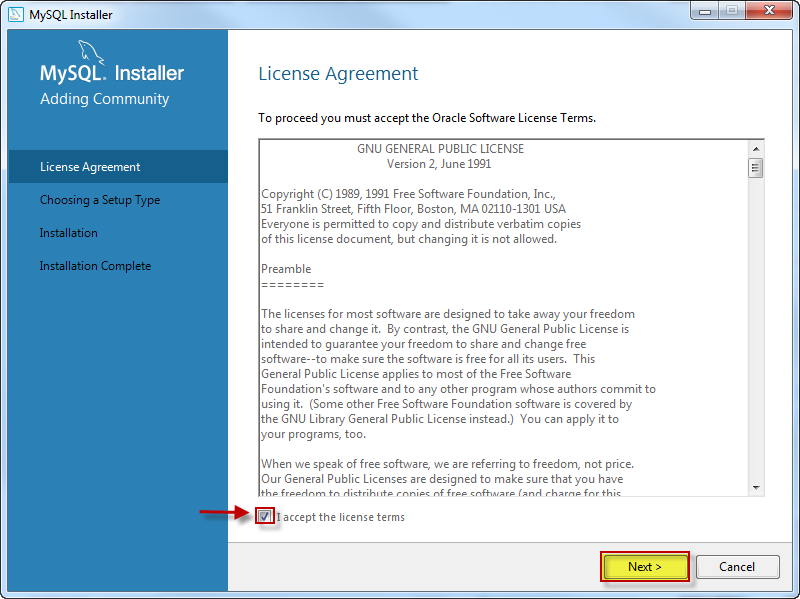 MySQL Installer
MySQL. Installer
Adding Community
License Agreement
Choosing a Setup Type
Installation
Installation Complete
License Agreement
To proceed you must accept the Oracle Software License Terms.
GNU GENERAL PUBLIC LICENSE
Version 2, June 1991
Copyright (C) 1989, 1991 Free Software Foundation, Inc.,
51 Franklin Street, Fifth Floor, Boston, MA 02110-1301 USA
Everyone is permitted to copy and distribute verbatim copies
of this license document, but changing it is not allowed.
Preamble
========
The licenses for most software are designed to take away your freedom
to share and change it.  By contrast, the GNU General Public License is
intended to guarantee your freedom to share and change free
software--to make sure the software is free for all its users.  This
General Public License applies to most of the Free Software
Foundation's software and to any other program whose authors commit to
using it.  (Some other Free Software Foundation software is covered by
the GNU Library General Public License instead.)  You can apply it to
your programs, too.
When we speak of free software, we are referring to freedom, not price.
Our General Public Licenses are designed to make sure that you have
the freedom to distribute copies of free software (and charge for this
I accept the license terms
Next >
Cancel